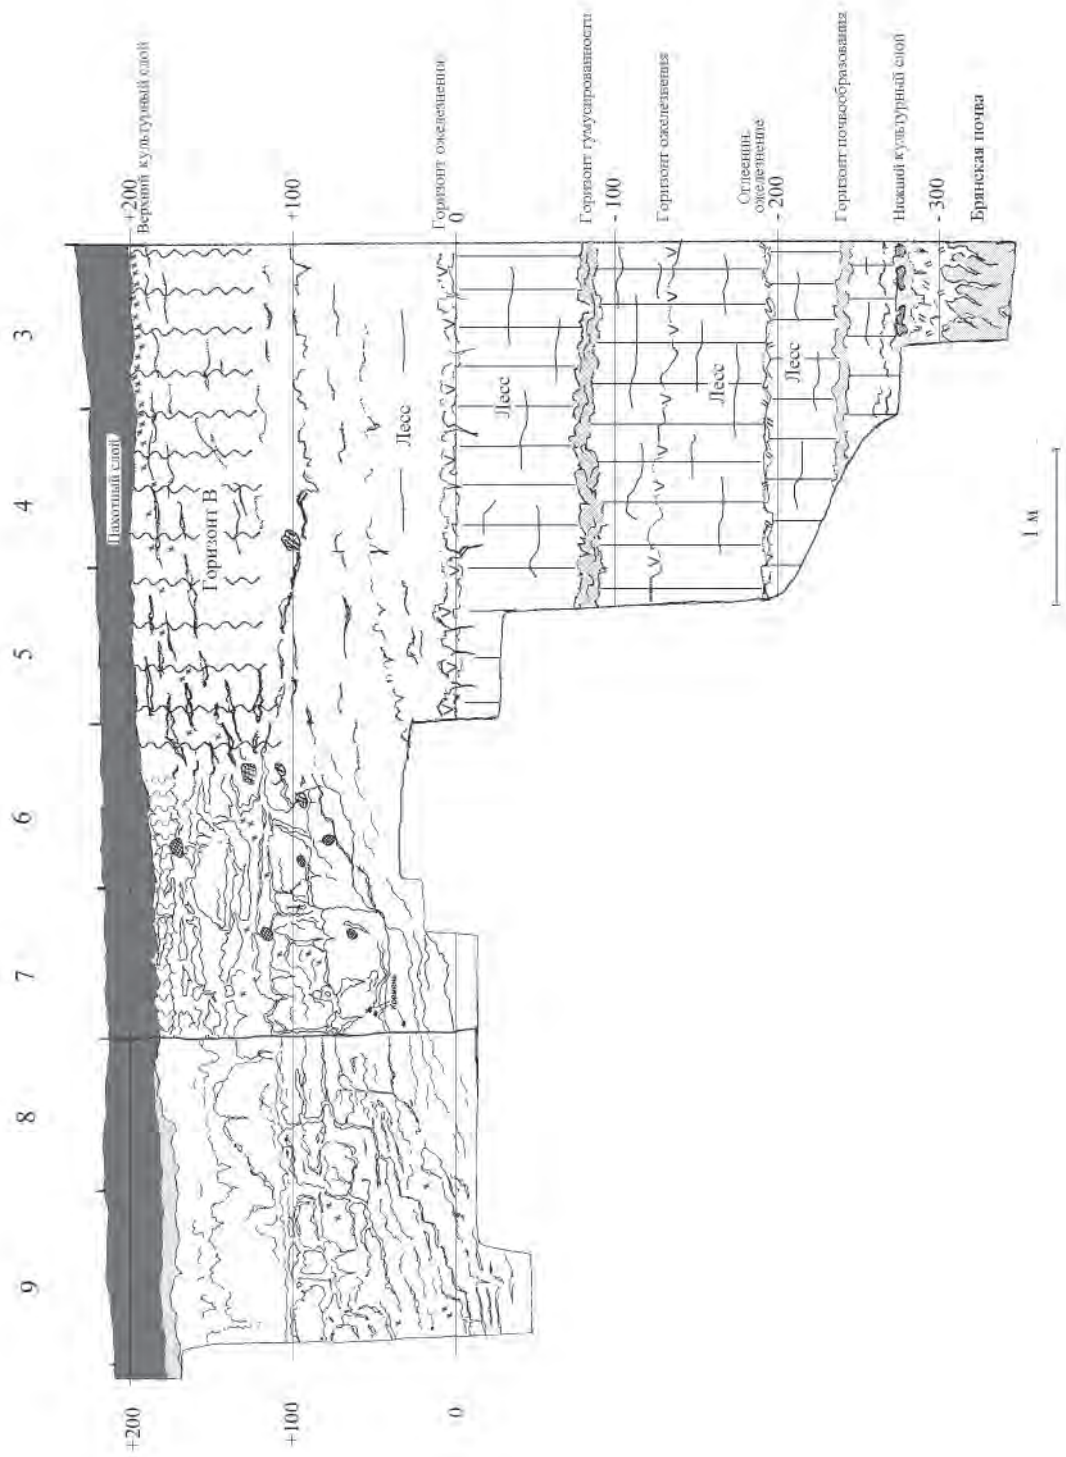 +200
Верхний культурный слой
+100
Горизонт ожелезнения
0
Горизонт гумусированности
- 100
Горизонт ожелезнения
Оглеенин.
ожелезнение
- 200
Горизонт почвообразования
Нижний культурный слой
- 300
Брянская почва
3
4
5
6
7
8
9
Пахотный слой
Горизонт В
Лесс
Лесс
Лесс
Лесс
кремень
1 м
+200
+100
0